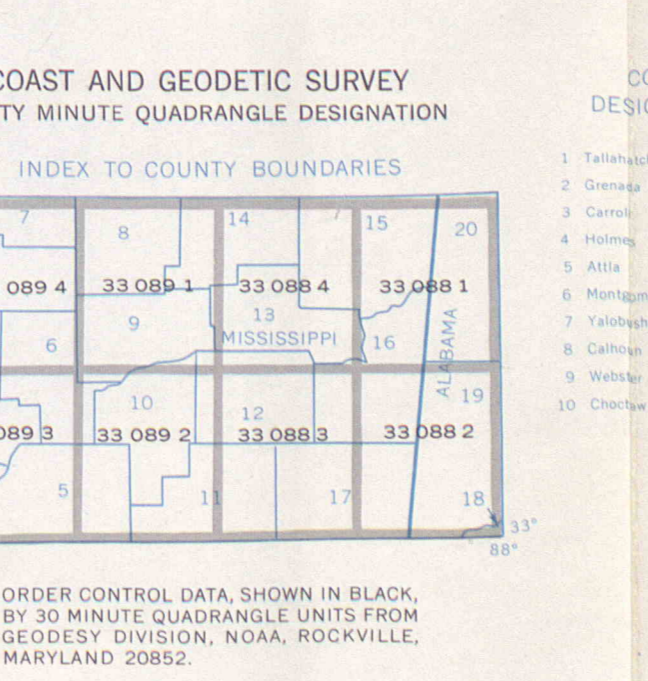 COAST AND GEODETIC SURVEY
TY MINUTE QUADRANGLE DESIGNATION
INDEX TO COUNTY BOUNDARIES
7 8 14 7 15 20
089 4 33 089 1 33 088 4 33 088 1
9 13
MISSISSIPPI
6 16
ALABAMA
10 12 19
089 3 33 089 2 33 088 3 33 088 2
5 11 17 18
33°
88°
ORDER CONTROL DATA, SHOWN IN BLACK,
BY 30 MINUTE QUADRANGLE UNITS FROM
GEODESY DIVISION, NOAA, ROCKVILLE,
MARYLAND 20852.
CO
DESIG
1 Tallahatch
2 Grenada
3 Carroll
4 Holmes
5 Attla
6 Montgom
7 Yalobush
8 Calhoun
9 Webster
10 Choctaw